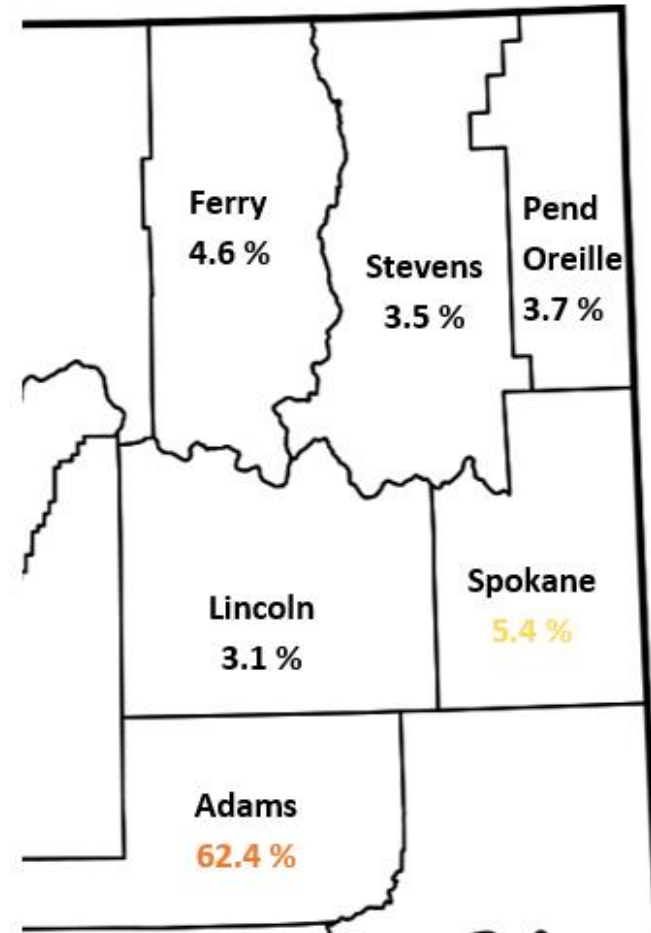 Ferry
4.6 %
Stevens
3.5 %
Pend
Oreille
3.7 %
Lincoln
3.1 %
Spokane
5.4 %
Adams
62.4 %